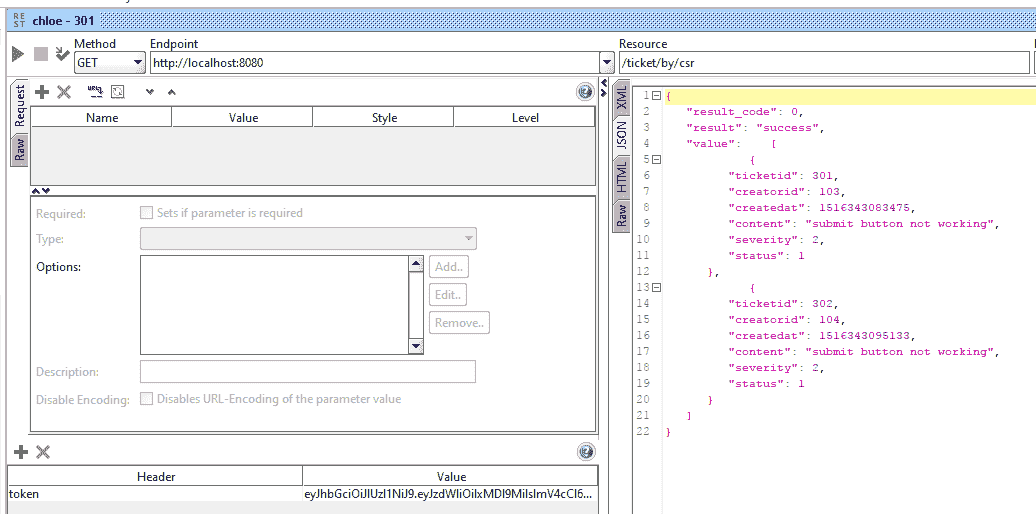 RE
ST
chloe - 301
Method
Endpoint
Resource
GET
http://localhost:8080
/ticket/by/csr
Request
Raw
Name Value Style Level
Required:
Sets if parameter is required
Type:
Options:
Add..
Edit..
Remove..
Description:
Disable Encoding:
Disables URL-Encoding of the parameter value
Header Value
token
XML
JSON
HTML
Raw
1 {
2 "result_code": 0,
3 "result": "success",
4 "value": [
5 {
6 "ticketid": 301,
7 "creatorid": 103,
8 "createdat": 1516343083475,
9 "content": "submit button not working",
10 "severity": 2,
11 "status": 1
12 },
13 {
14 "ticketid": 302,
15 "creatorid": 104,
16 "createdat": 1516343095133,
17 "content": "submit button not working",
18 "severity": 2,
19 "status": 1
20 }
21 ]
22 }